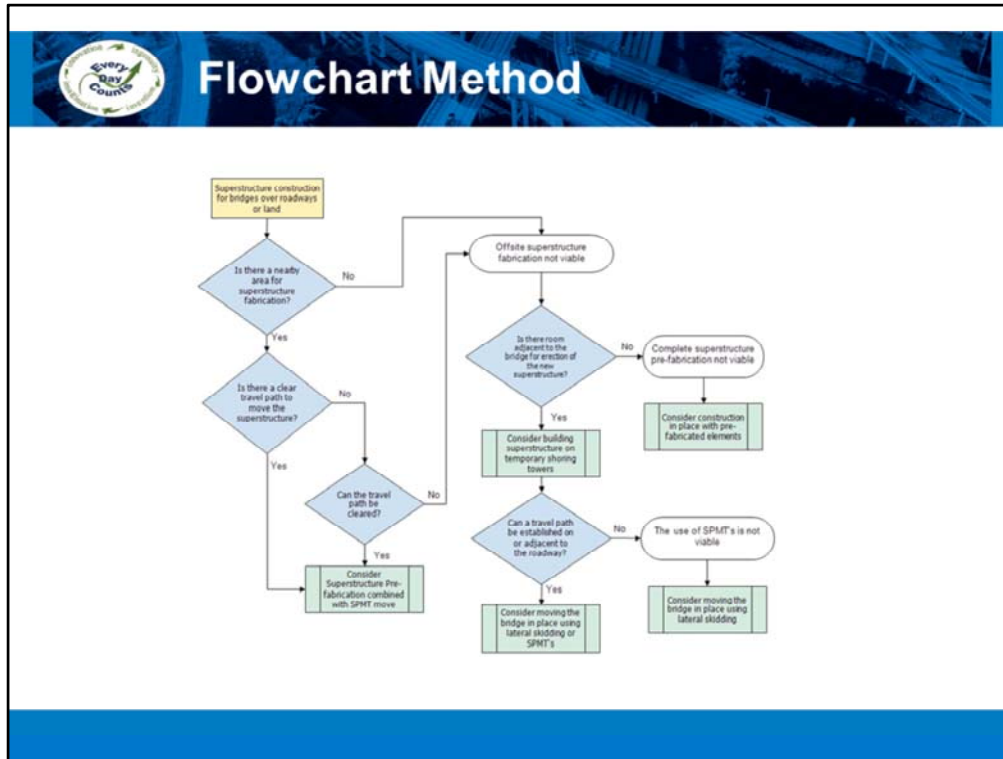 Every
Day
Counts
Flowchart Method
Superstructure construction
for bridges over roadways
or land
Is there a nearby
area for
superstructure
fabrication?
No
Yes
Is there a clear
travel path to
move the
superstructure?
No
Yes
Can the travel
path be
cleared?
No
Yes
Consider
Superstructure Pre-
fabrication combined
with SPMT move
Offsite superstructure
fabrication not viable
Is there room
adjacent to the
bridge for erection of
the new
superstructure?
No
Complete superstructure
pre-fabrication not viable
Consider construction
in place with pre-
fabricated elements
Yes
Consider building
superstructure on
temporary shoring
towers
Can a travel path
be established on
or adjacent to
the roadway?
No
The use of SPMT's is not
viable
Consider moving the
bridge in place using
lateral skidding
Yes
Consider moving the
bridge in place using
lateral skidding or
SPMT's